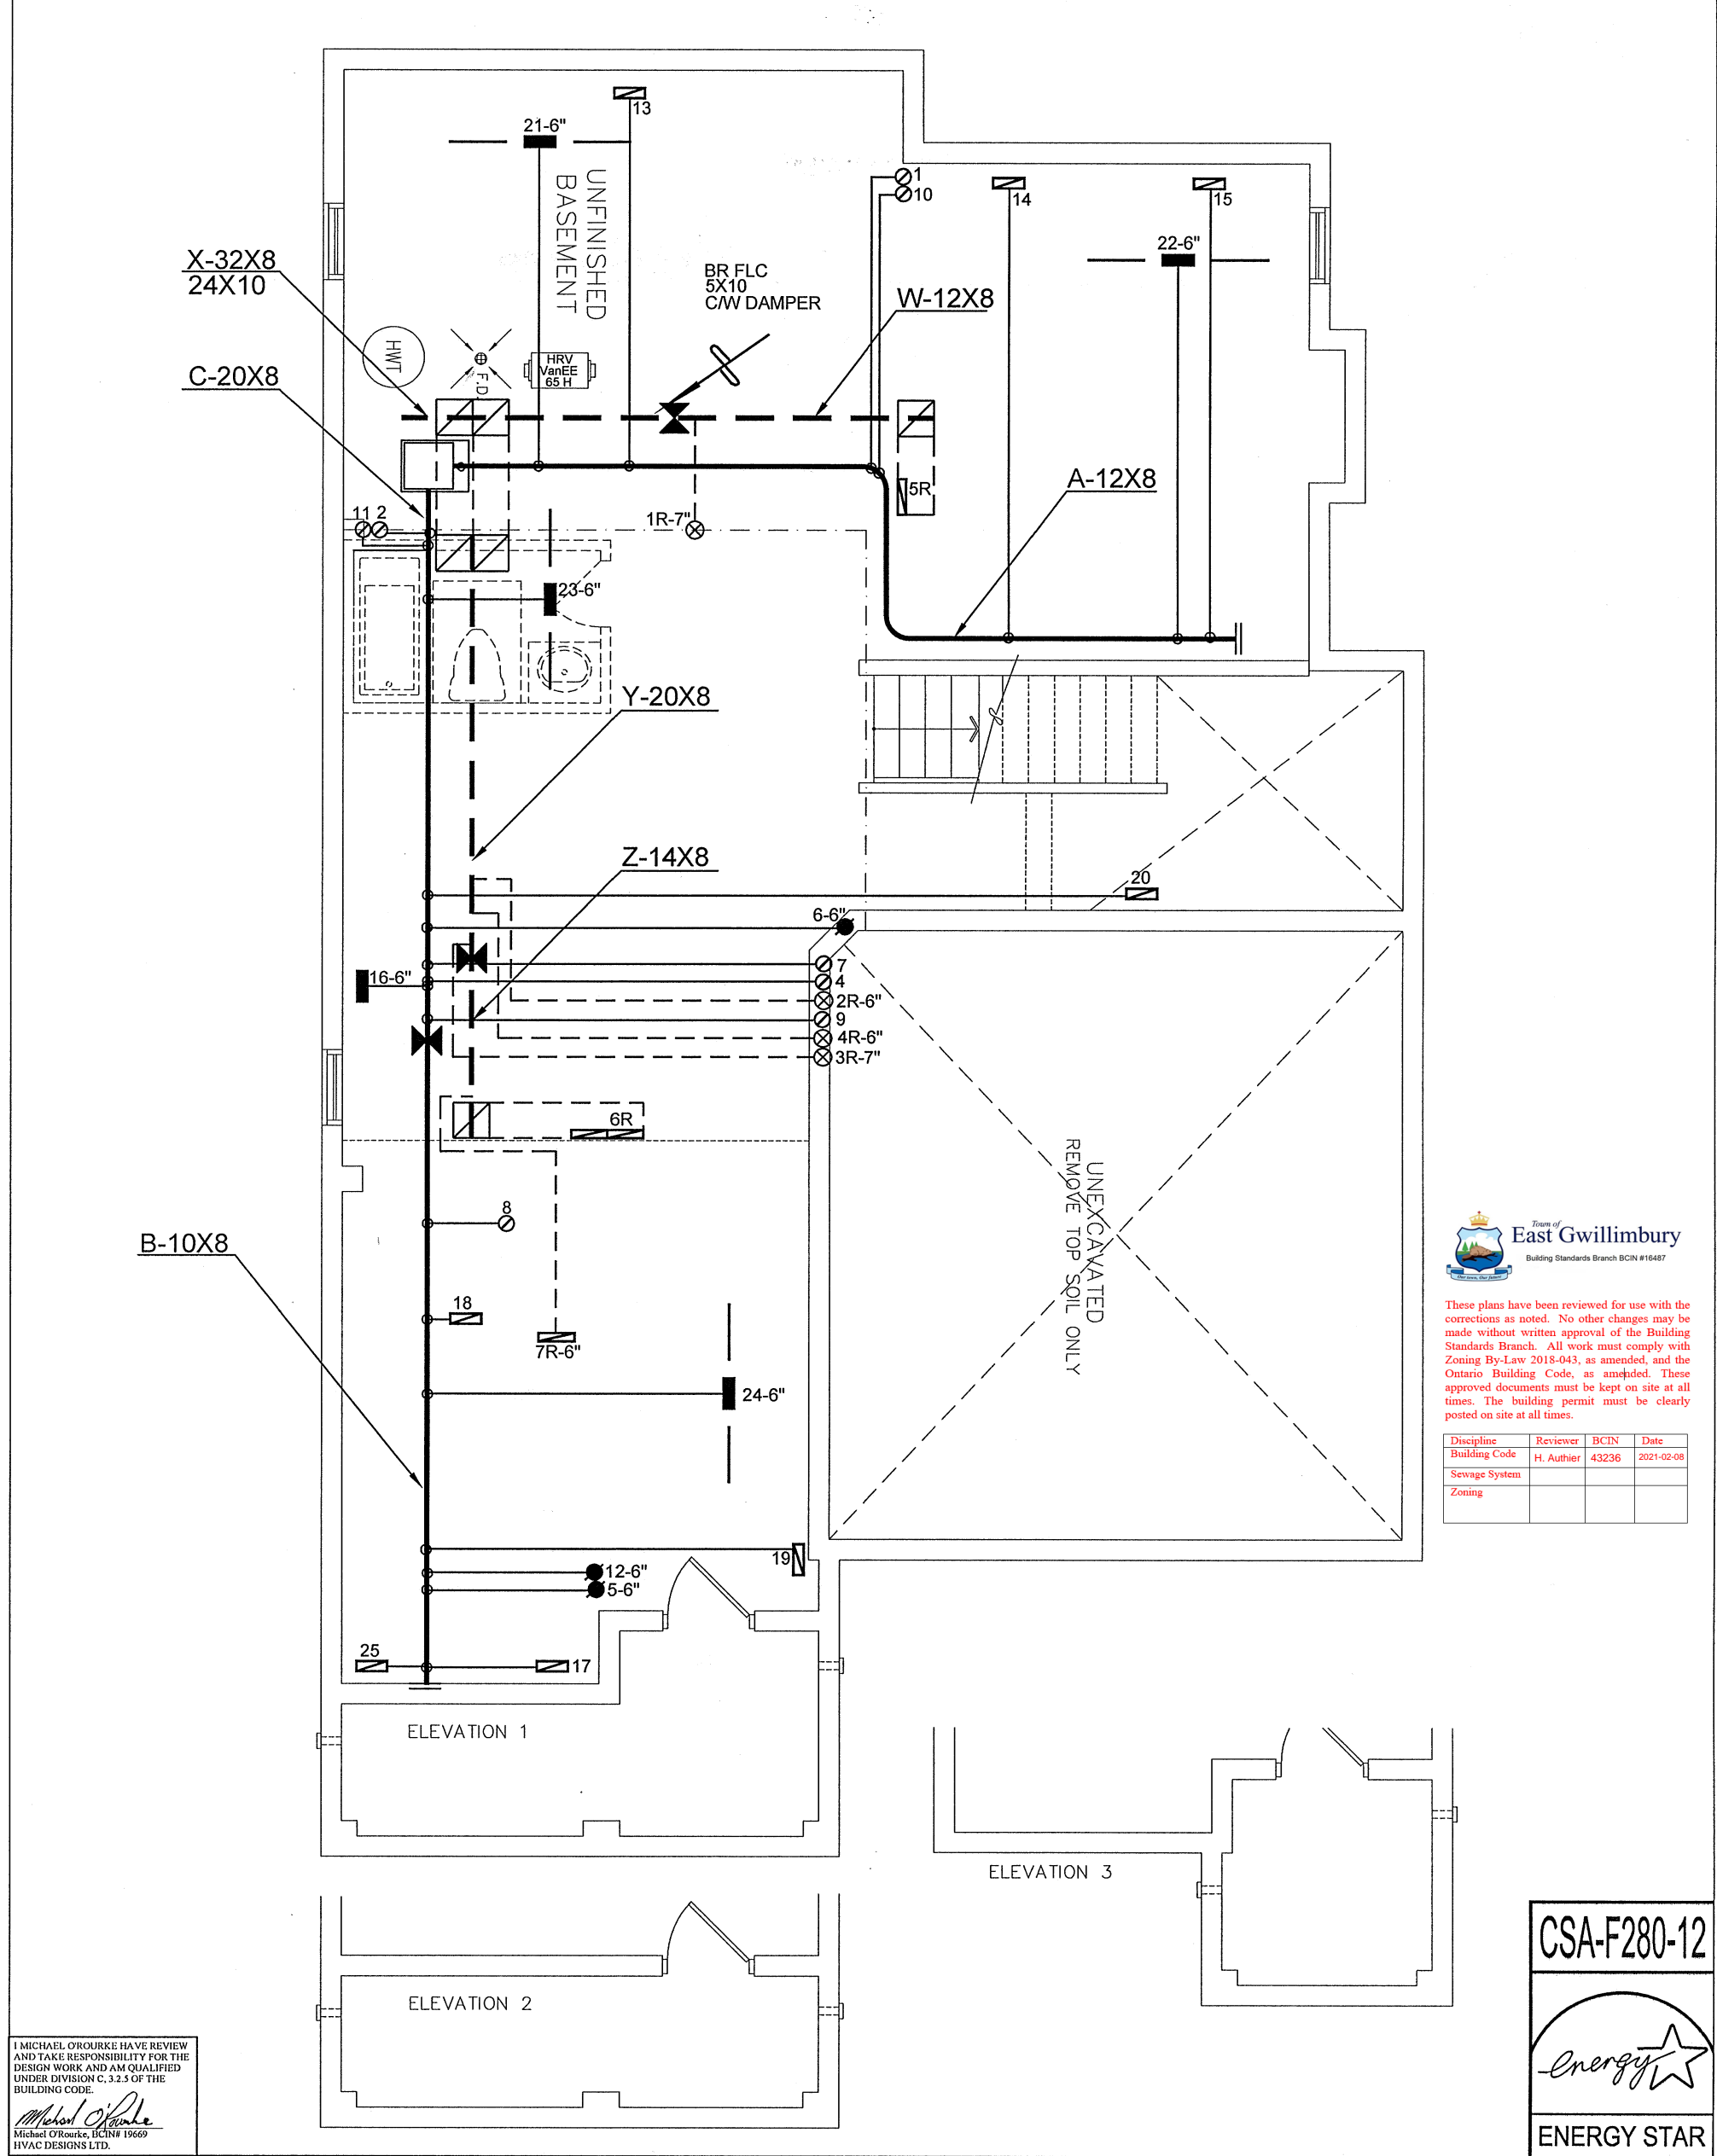 13
21-6"
UNFINISHED
BASEMENT
1
10
14
15
22-6"
X-32X8
24X10
BR FLC
5X10
C/W DAMPER
W-12X8
HWT
F.D.
HRV
VanEE
65 H
C-20X8
A-12X8
5R
11 2
1R-7"
23-6"
Y-20X8
Z-14X8
20
6-6"
7
16-6"
4
2R-6"
9
4R-6"
3R-7"
6R
UNEXCAVATED
REMOVE TOP SOIL ONLY
8
B-10X8
18
7R-6"
24-6"
19
12-6"
5-6"
25
17
ELEVATION 1
ELEVATION 3
ELEVATION 2
Town of
East Gwillimbury
Building Standards Branch BCIN #16487
Our town, Our future
These plans have been reviewed for use with the
corrections as noted. No other changes may be
made without written approval of the Building
Standards Branch. All work must comply with
Zoning By-Law 2018-043, as amended, and the
Ontario Building Code, as amended. These
approved documents must be kept on site at all
times. The building permit must be clearly
posted on site at all times.
Discipline Reviewer BCIN Date
Building Code H. Authier 43236 2021-02-08
Sewage System
Zoning
CSA-F280-12
energy
ENERGY STAR
I MICHAEL O'ROURKE HAVE REVIEW
AND TAKE RESPONSIBILITY FOR THE
DESIGN WORK AND AM QUALIFIED
UNDER DIVISION C, 3.2.5 OF THE
BUILDING CODE.
Michael O'Rourke
Michael O'Rourke, BCIN# 19669
HVAC DESIGNS LTD.